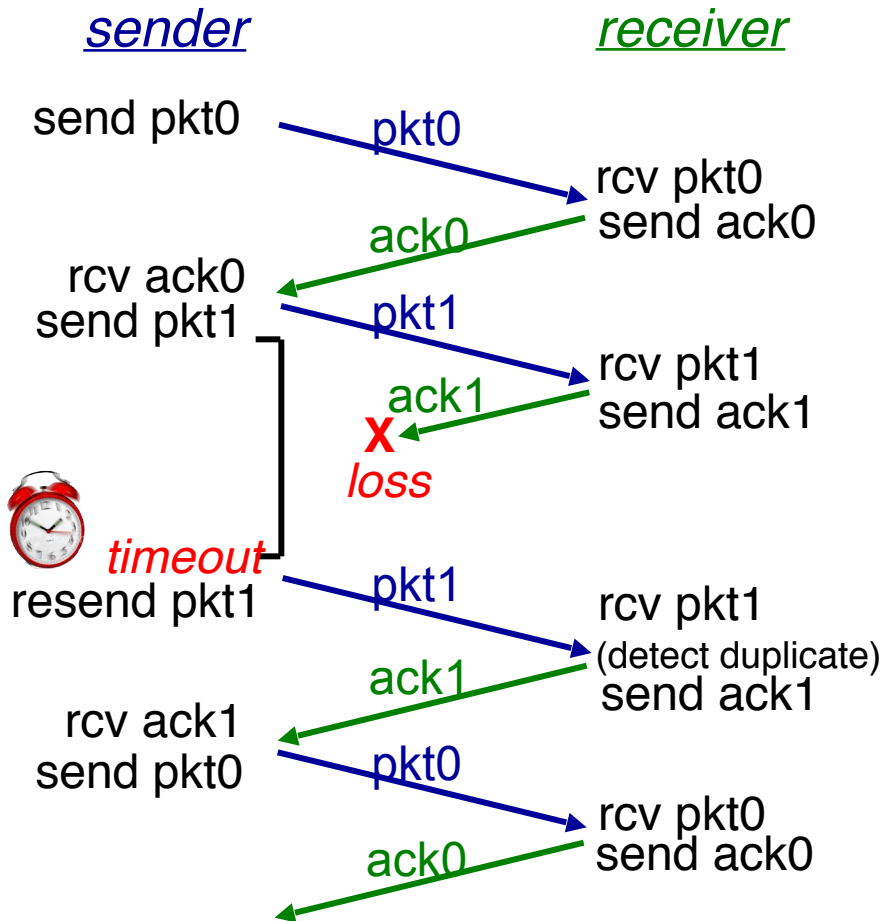 sender
receiver
send pkt0
pkt0
rcv pkt0
send ack0
ack0
rcv ack0
send pkt1
pkt1
rcv pkt1
send ack1
ack1
X
loss
timeout
resend pkt1
pkt1
rcv pkt1
(detect duplicate)
send ack1
ack1
rcv ack1
send pkt0
pkt0
rcv pkt0
send ack0
ack0